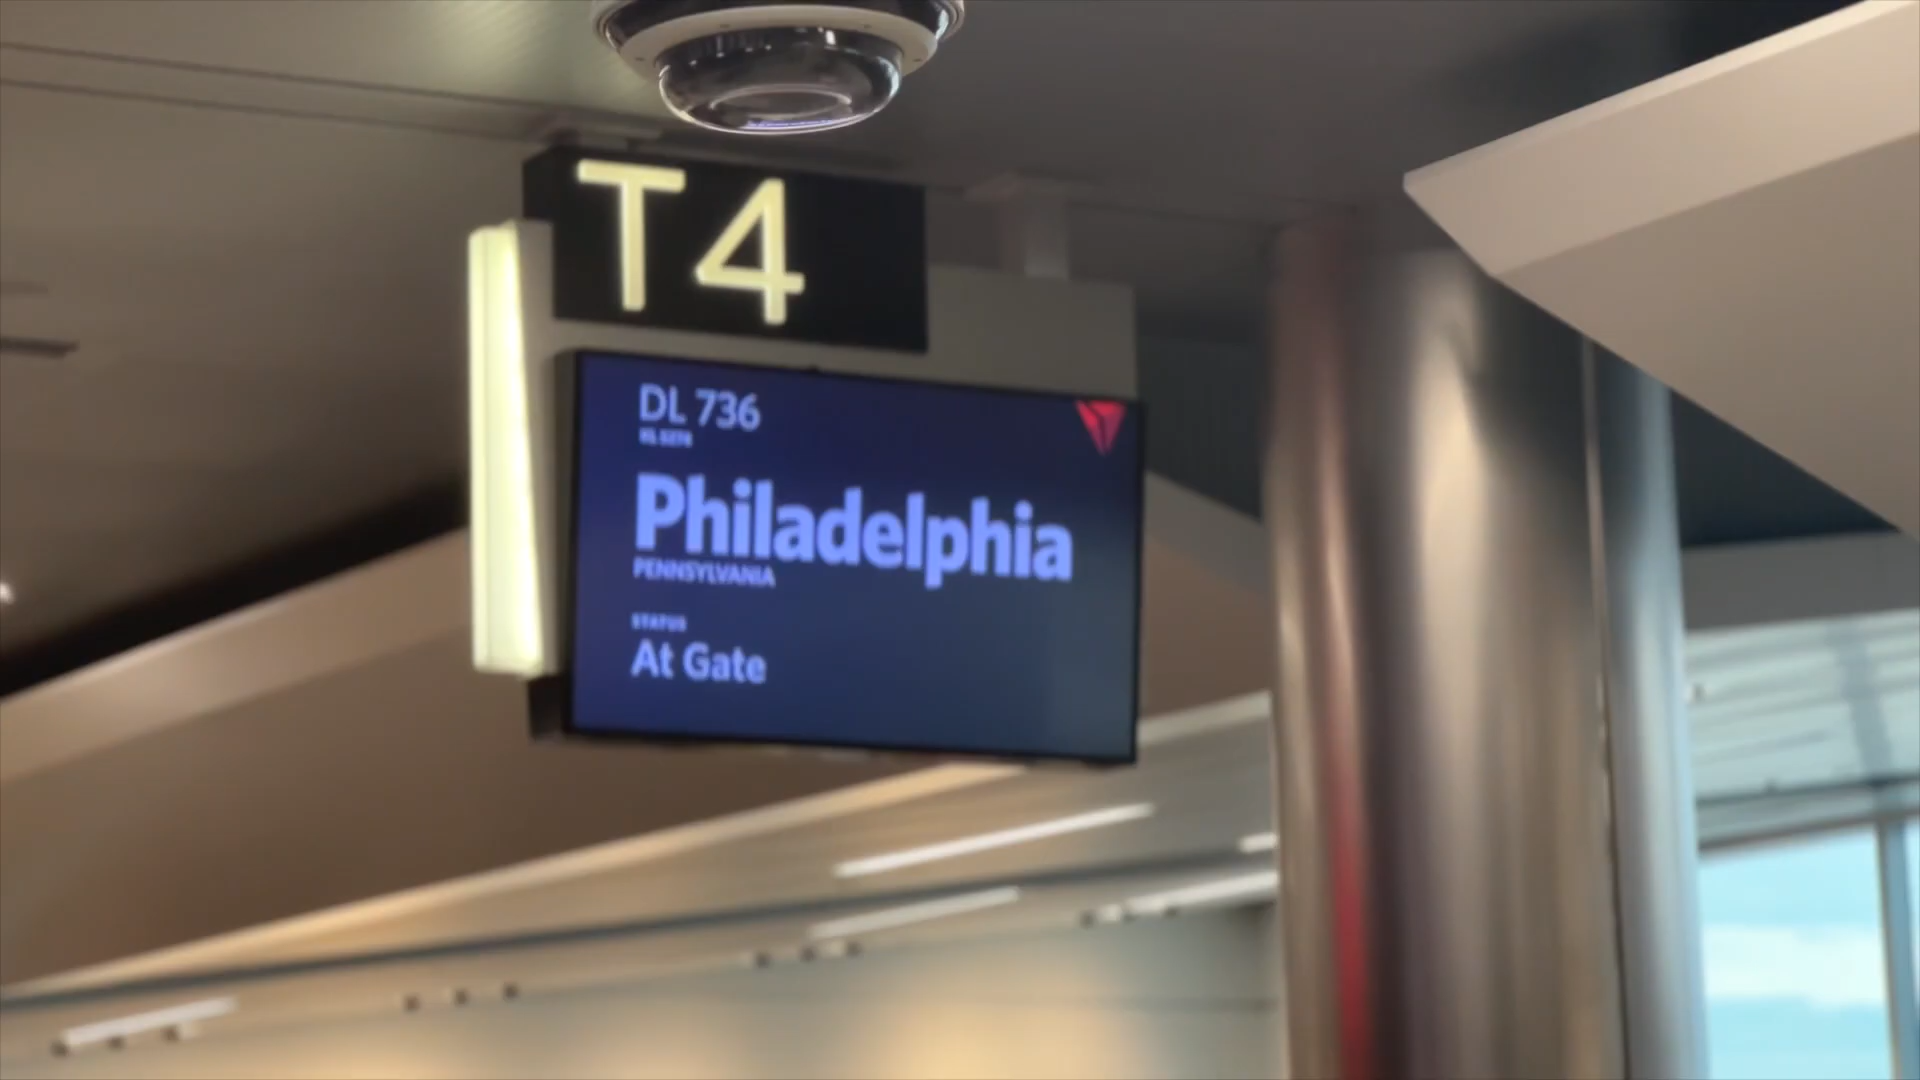 T4
DL 736
Philadelphia
PENNSYLVANIA
STATUS
At Gate